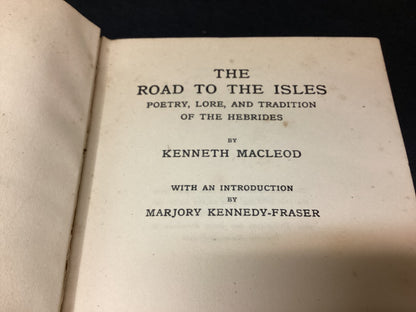 THE
ROAD TO THE ISLES
POETRY, LORE, AND TRADITION
OF THE HEBRIDES
BY
KENNETH MACLEOD
WITH AN INTRODUCTION
BY
MARJORY KENNEDY-FRASER